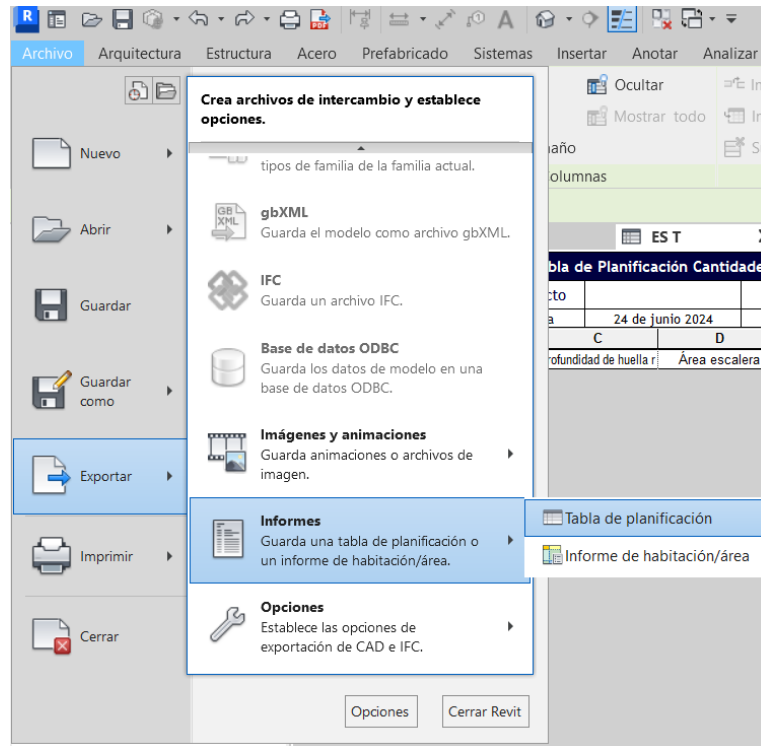 R
A
Archivo Arquitectura Estructura Acero Prefabricado Sistemas Insertar Anotar Analizar
Crea archivos de intercambio y establece
opciones.
Nuevo
Abrir
Guardar
Guardar
como
Exportar
Imprimir
Cerrar
tipos de familia de la familia actual.
GB
XML
gbXML
Guarda el modelo como archivo gbXML.
IFC
Guarda un archivo IFC.
Base de datos ODBC
Guarda los datos de modelo en una
base de datos ODBC.
Imágenes y animaciones
Guarda animaciones o archivos de
imagen.
Informes
Guarda una tabla de planificación o
un informe de habitación/área.
Opciones
Establece las opciones de
exportación de CAD e IFC.
Tabla de planificación
Informe de habitación/área
Opciones Cerrar Revit
Ocultar
Mostrar todo
año
olumnas
ES T
bla de Planificación Cantidade
cto
a 24 de junio 2024
C D
rofundidad de huella r Área escalera